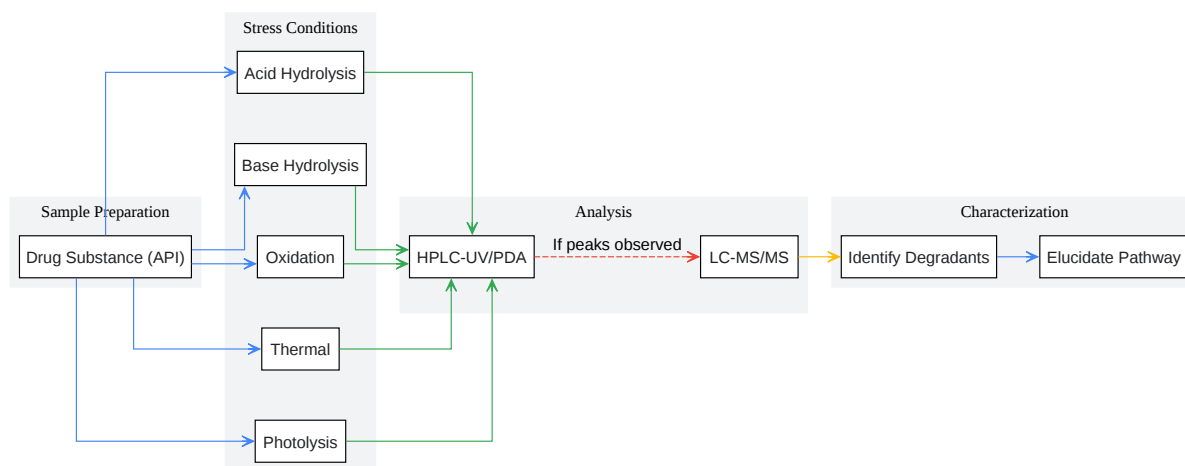 Stress Conditions
Acid Hydrolysis
Base Hydrolysis
Sample Preparation
Analysis
Characterization
Drug Substance (API)
Oxidation
HPLC-UV/PDA
If peaks observed
LC-MS/MS
Identify Degradants
Elucidate Pathway
Thermal
Photolysis